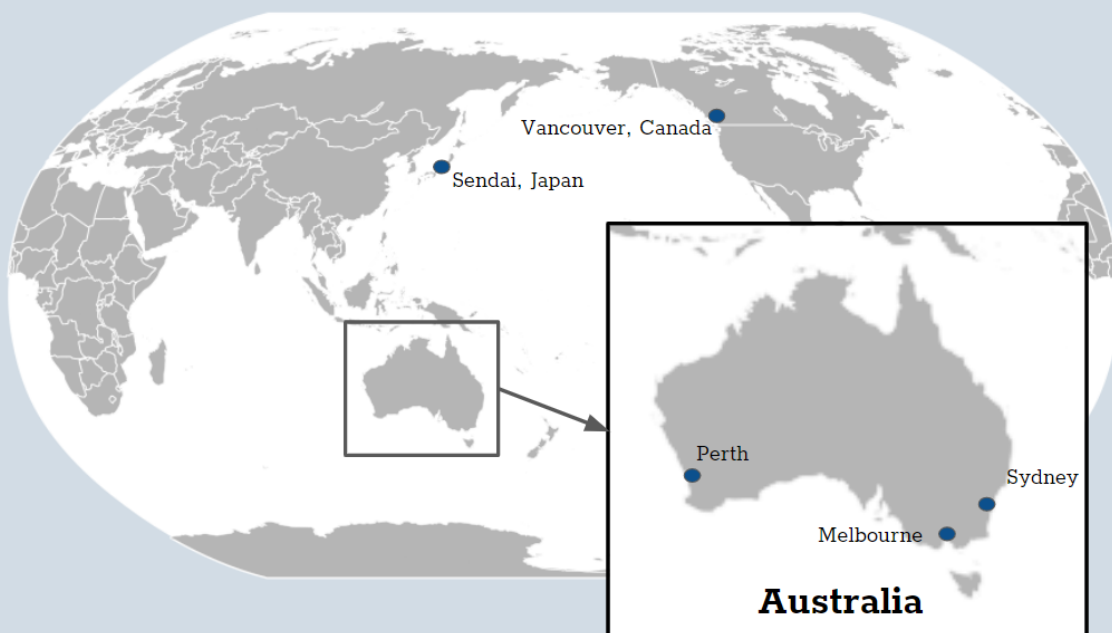 Vancouver, Canada
Sendai, Japan
Perth
Sydney
Melbourne
Australia